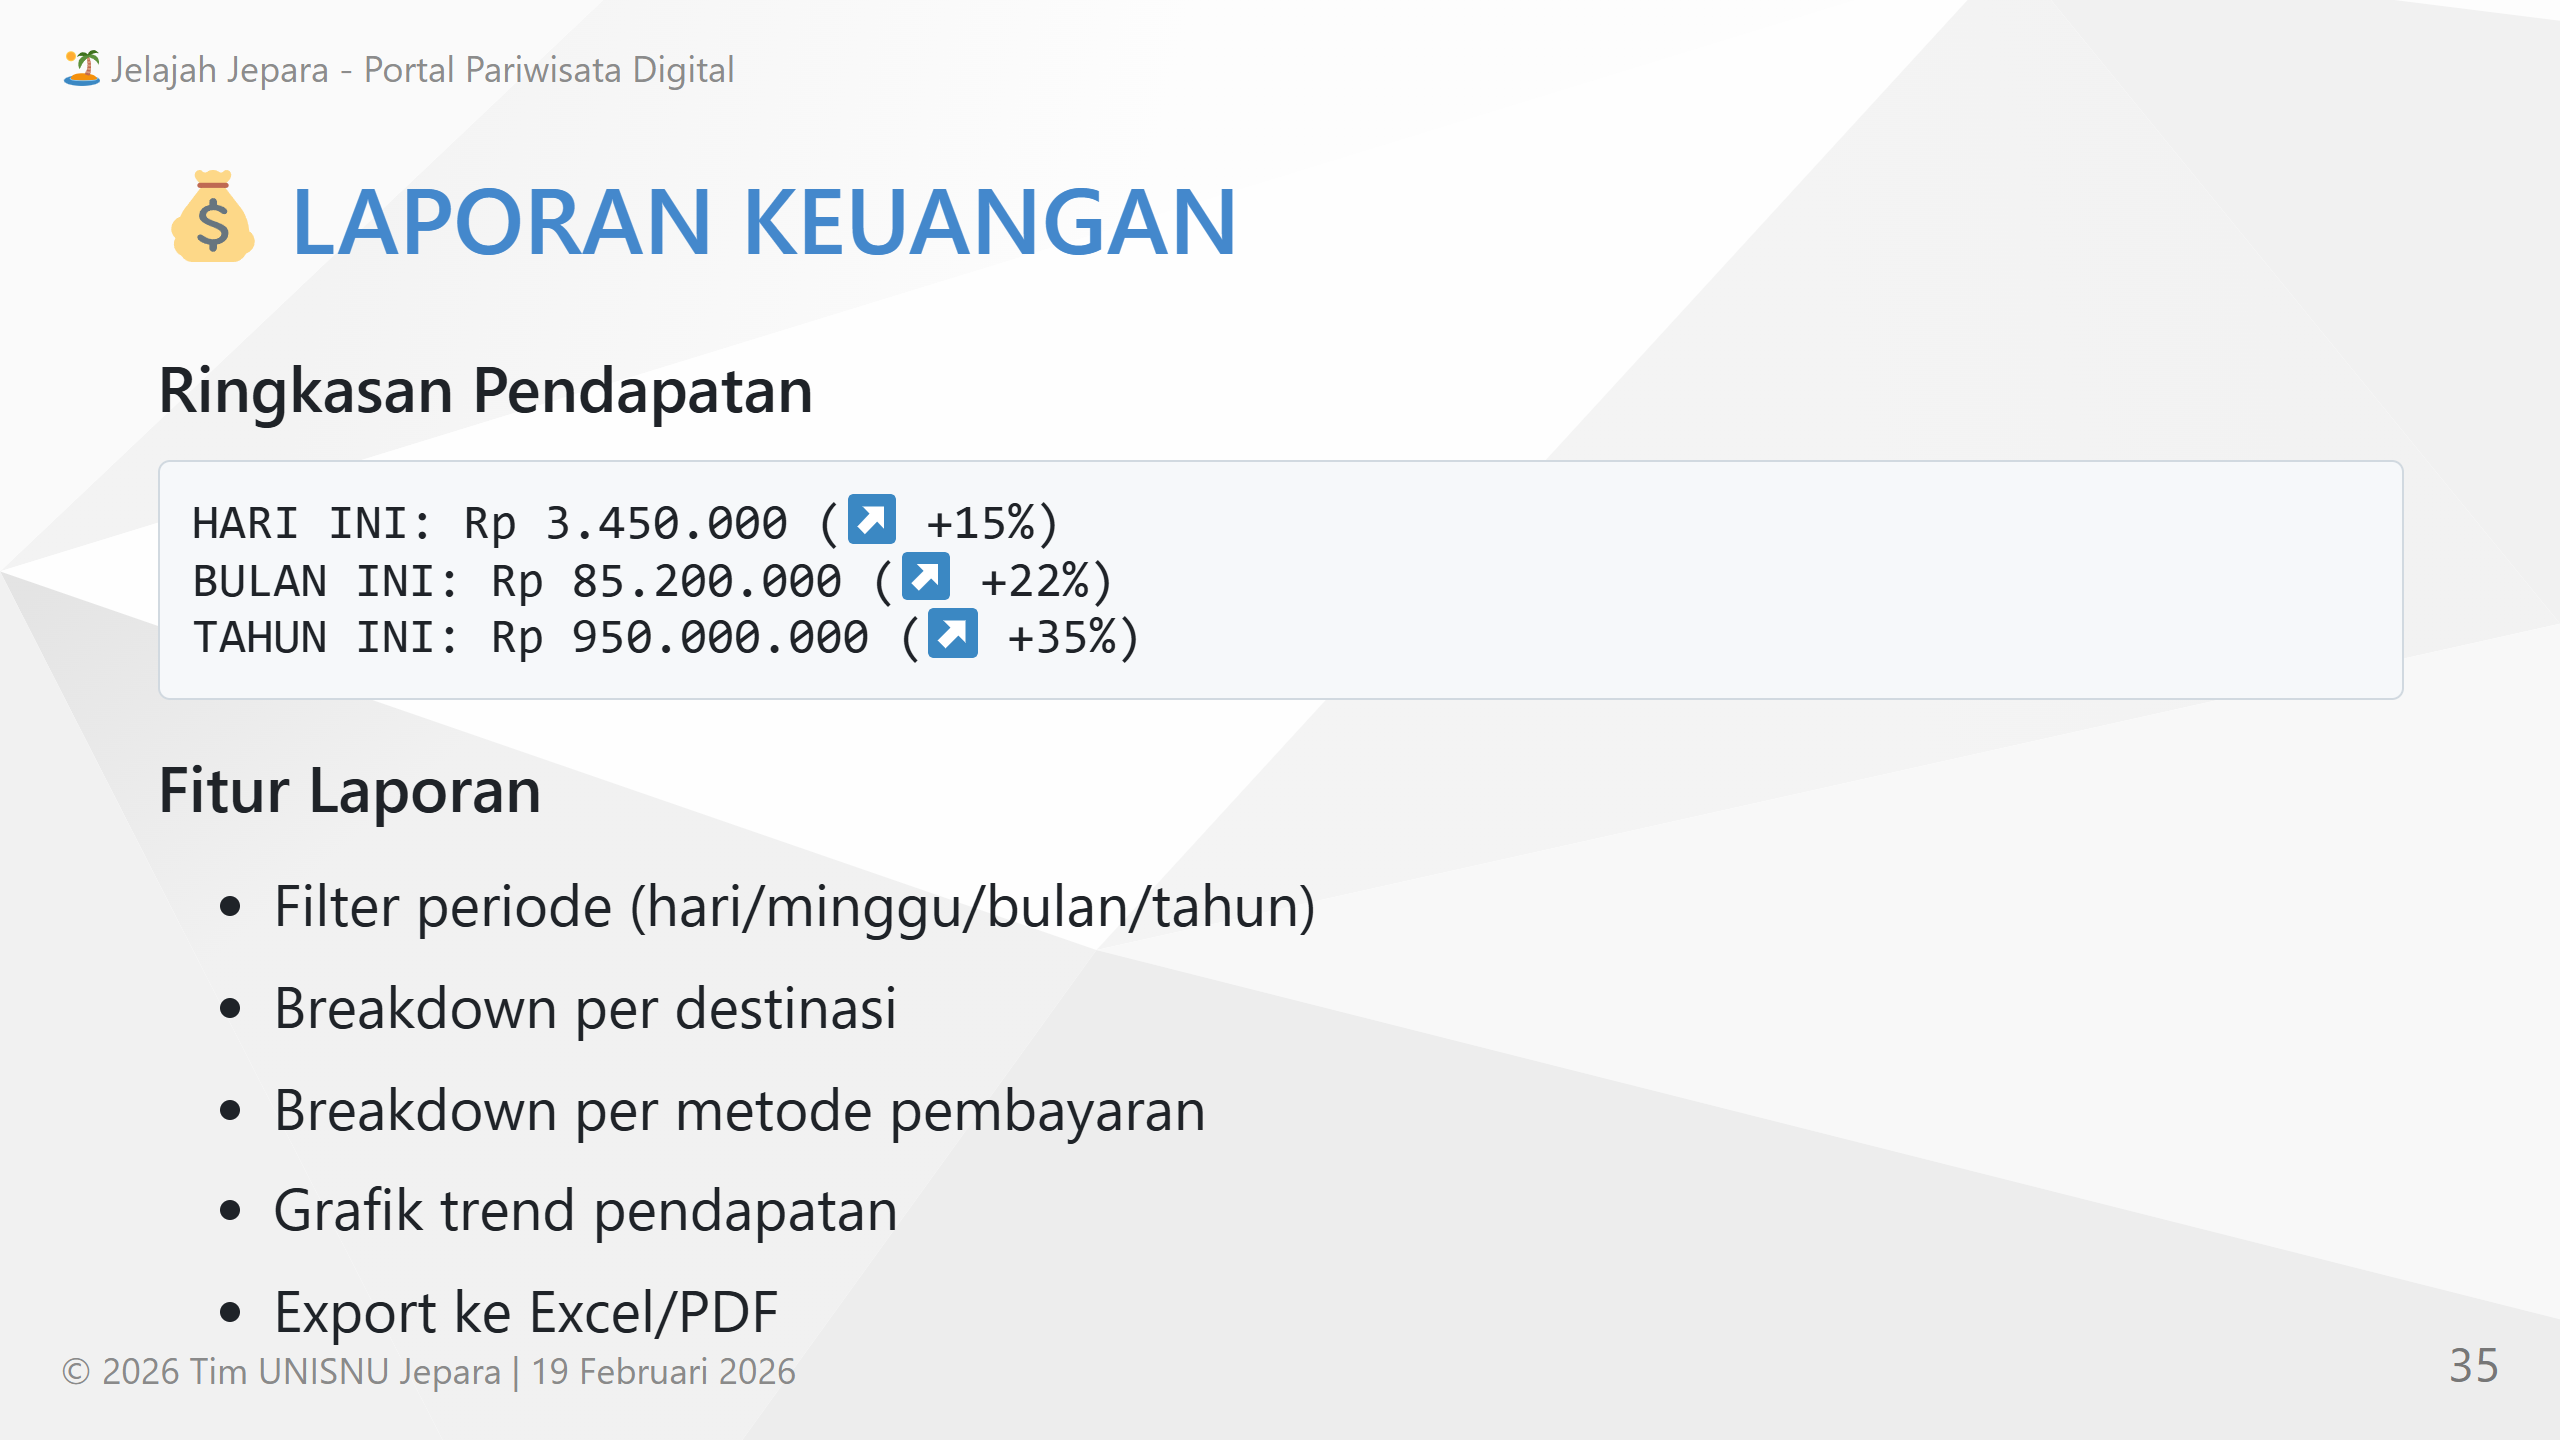 Jelajah Jepara - Portal Pariwisata Digital
LAPORAN KEUANGAN
Ringkasan Pendapatan
HARI INI: Rp 3.450.000 (↗ +15%)
BULAN INI: Rp 85.200.000 (↗ +22%)
TAHUN INI: Rp 950.000.000 (↗ +35%)
Fitur Laporan
• Filter periode (hari/minggu/bulan/tahun)
• Breakdown per destinasi
• Breakdown per metode pembayaran
• Grafik trend pendapatan
• Export ke Excel/PDF
© 2026 Tim UNISNU Jepara | 19 Februari 2026
35